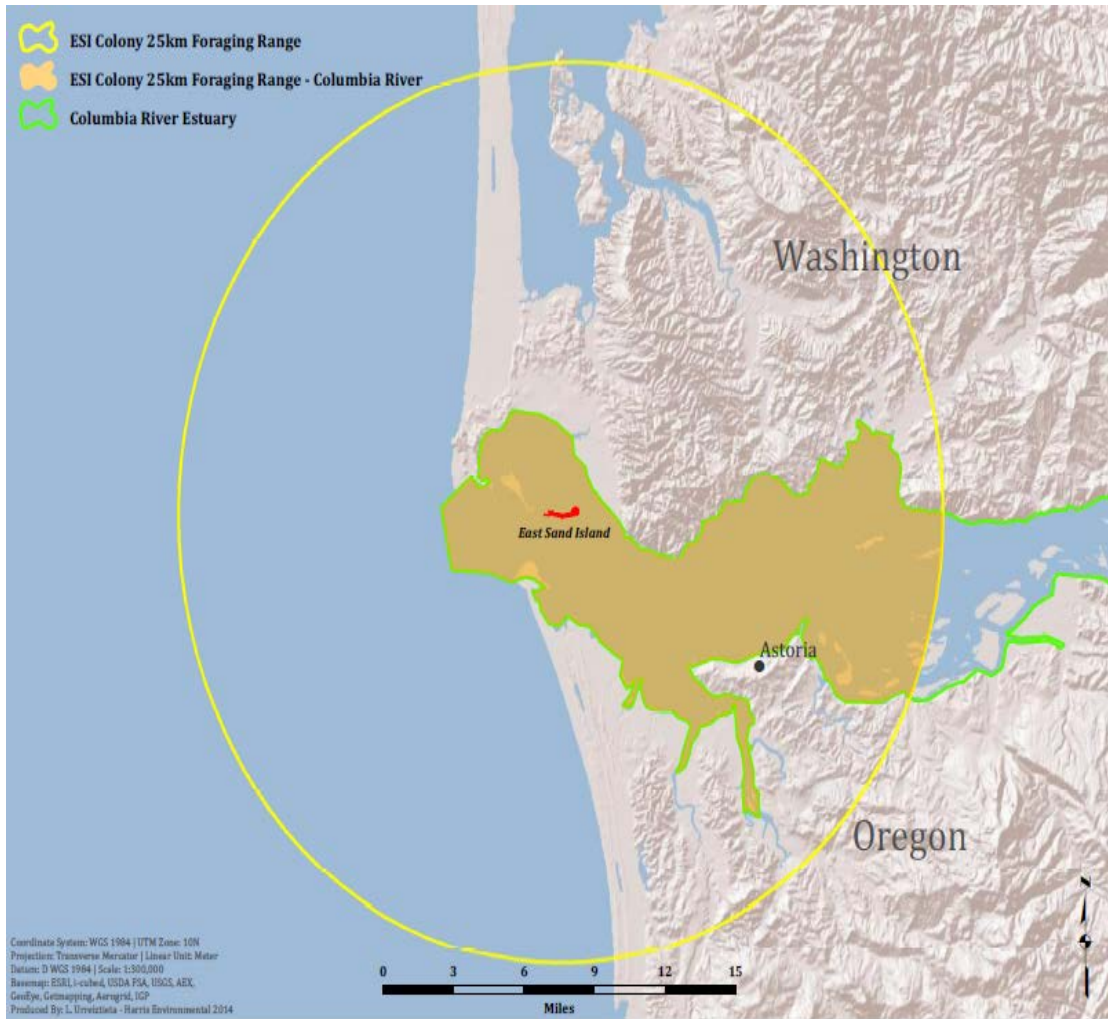 ESI Colony 25km Foraging Range
ESI Colony 25km Foraging Range - Columbia River
Columbia River Estuary
Washington
East Sand Island
Astoria
Oregon
Z
Coordinate System: WGS 1984 | UTM Zone: 10N
Projection: Transverse Mercator | Linear Unit: Meter
Datum: D WGS 1984 | Scale: 1:300,000
Basemap: ESRI, i-cubed, USDA FSA, USGS, AEX,
GeoEye, Getmapping, Aerogrid, IGP
Produced By: L. Urreiztieta - Harris Environmental 2014
0 3 6 9 12 15
Miles